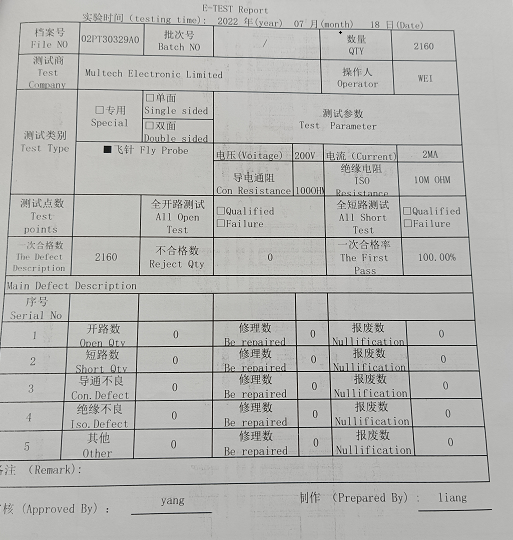 E-TEST Report
实验时间 (testing time): 2022 年(year) 07 月(month) 18 日(Date)
档案号 File NO 02PT30329A0 批次号 Batch NO / 数量 QTY 2160
测试商 Test Company Multech Electronic Limited 操作人 Operator WEI
测试类别 Test Type □专用 Special □单面 Single sided □双面 Double sided 测试参数 Test Parameter
■飞针 Fly Probe 电压(Voitage) 200V 电流 (Current) 2MA
导电通阻 Con Resistance 100OHM 绝缘电阻 ISO Resistance 10M OHM
测试点数 Test points 全开路测试 All Open Test □Qualified □Failure 全短路测试 All Short Test □Qualified □Failure
一次合格数 The Defect Description 2160 不合格数 Reject Qty 0 一次合格率 The First Pass 100.00%
Main Defect Description
序号 Serial No
1 开路数 Open Qty 0 修理数 Be repaired 0 报废数 Nullification 0
2 短路数 Short Qty 0 修理数 Be repaired 0 报废数 Nullification 0
3 导通不良 Con.Defect 0 修理数 Be repaired 0 报废数 Nullification 0
4 绝缘不良 Iso.Defect 0 修理数 Be repaired 0 报废数 Nullification 0
5 其他 Other 0 修理数 Be repaired 0 报废数 Nullification 0
备注 (Remark):
核 (Approved By) : yang 制作 (Prepared By) : liang